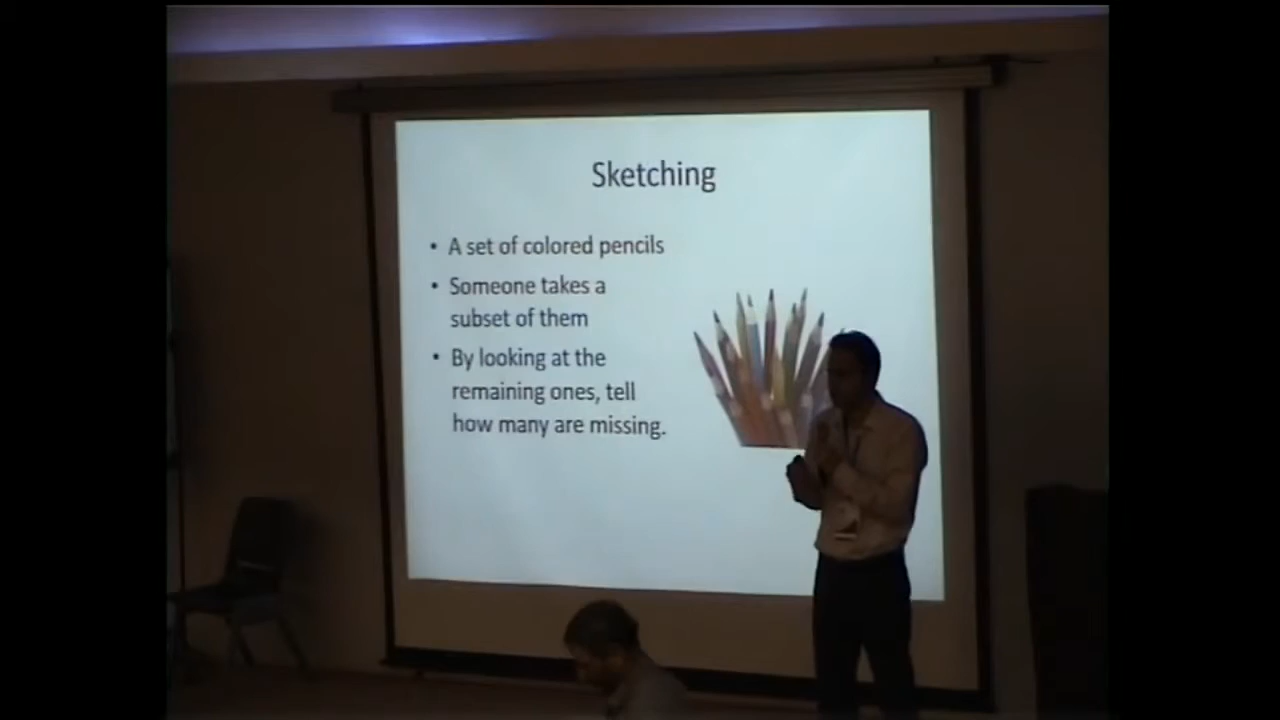 Sketching
• A set of colored pencils
• Someone takes a
subset of them
• By looking at the
remaining ones, tell
how many are missing.